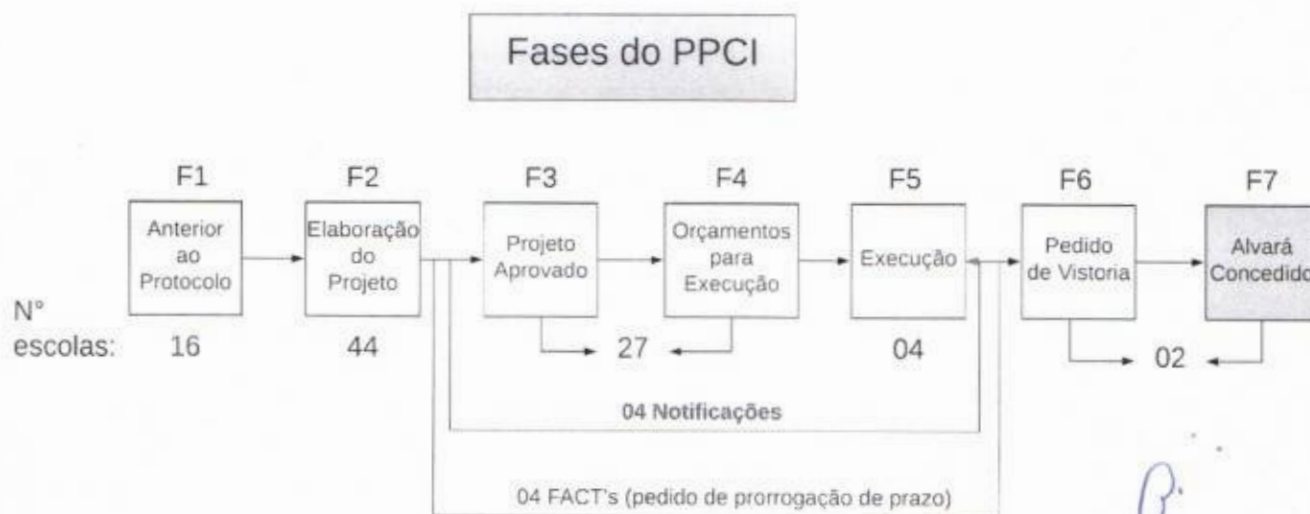 Fases do PPCI
F1
Anterior
ao
Protocolo
F2
Elaboração
do
Projeto
F3
Projeto
Aprovado
F4
Orçamentos
para
Execução
F5
Execução
F6
Pedido
de Vistoria
F7
Alvará
Concedido
N°
escolas:
16
44
27
04
02
04 Notificações
04 FACT's (pedido de prorrogação de prazo)